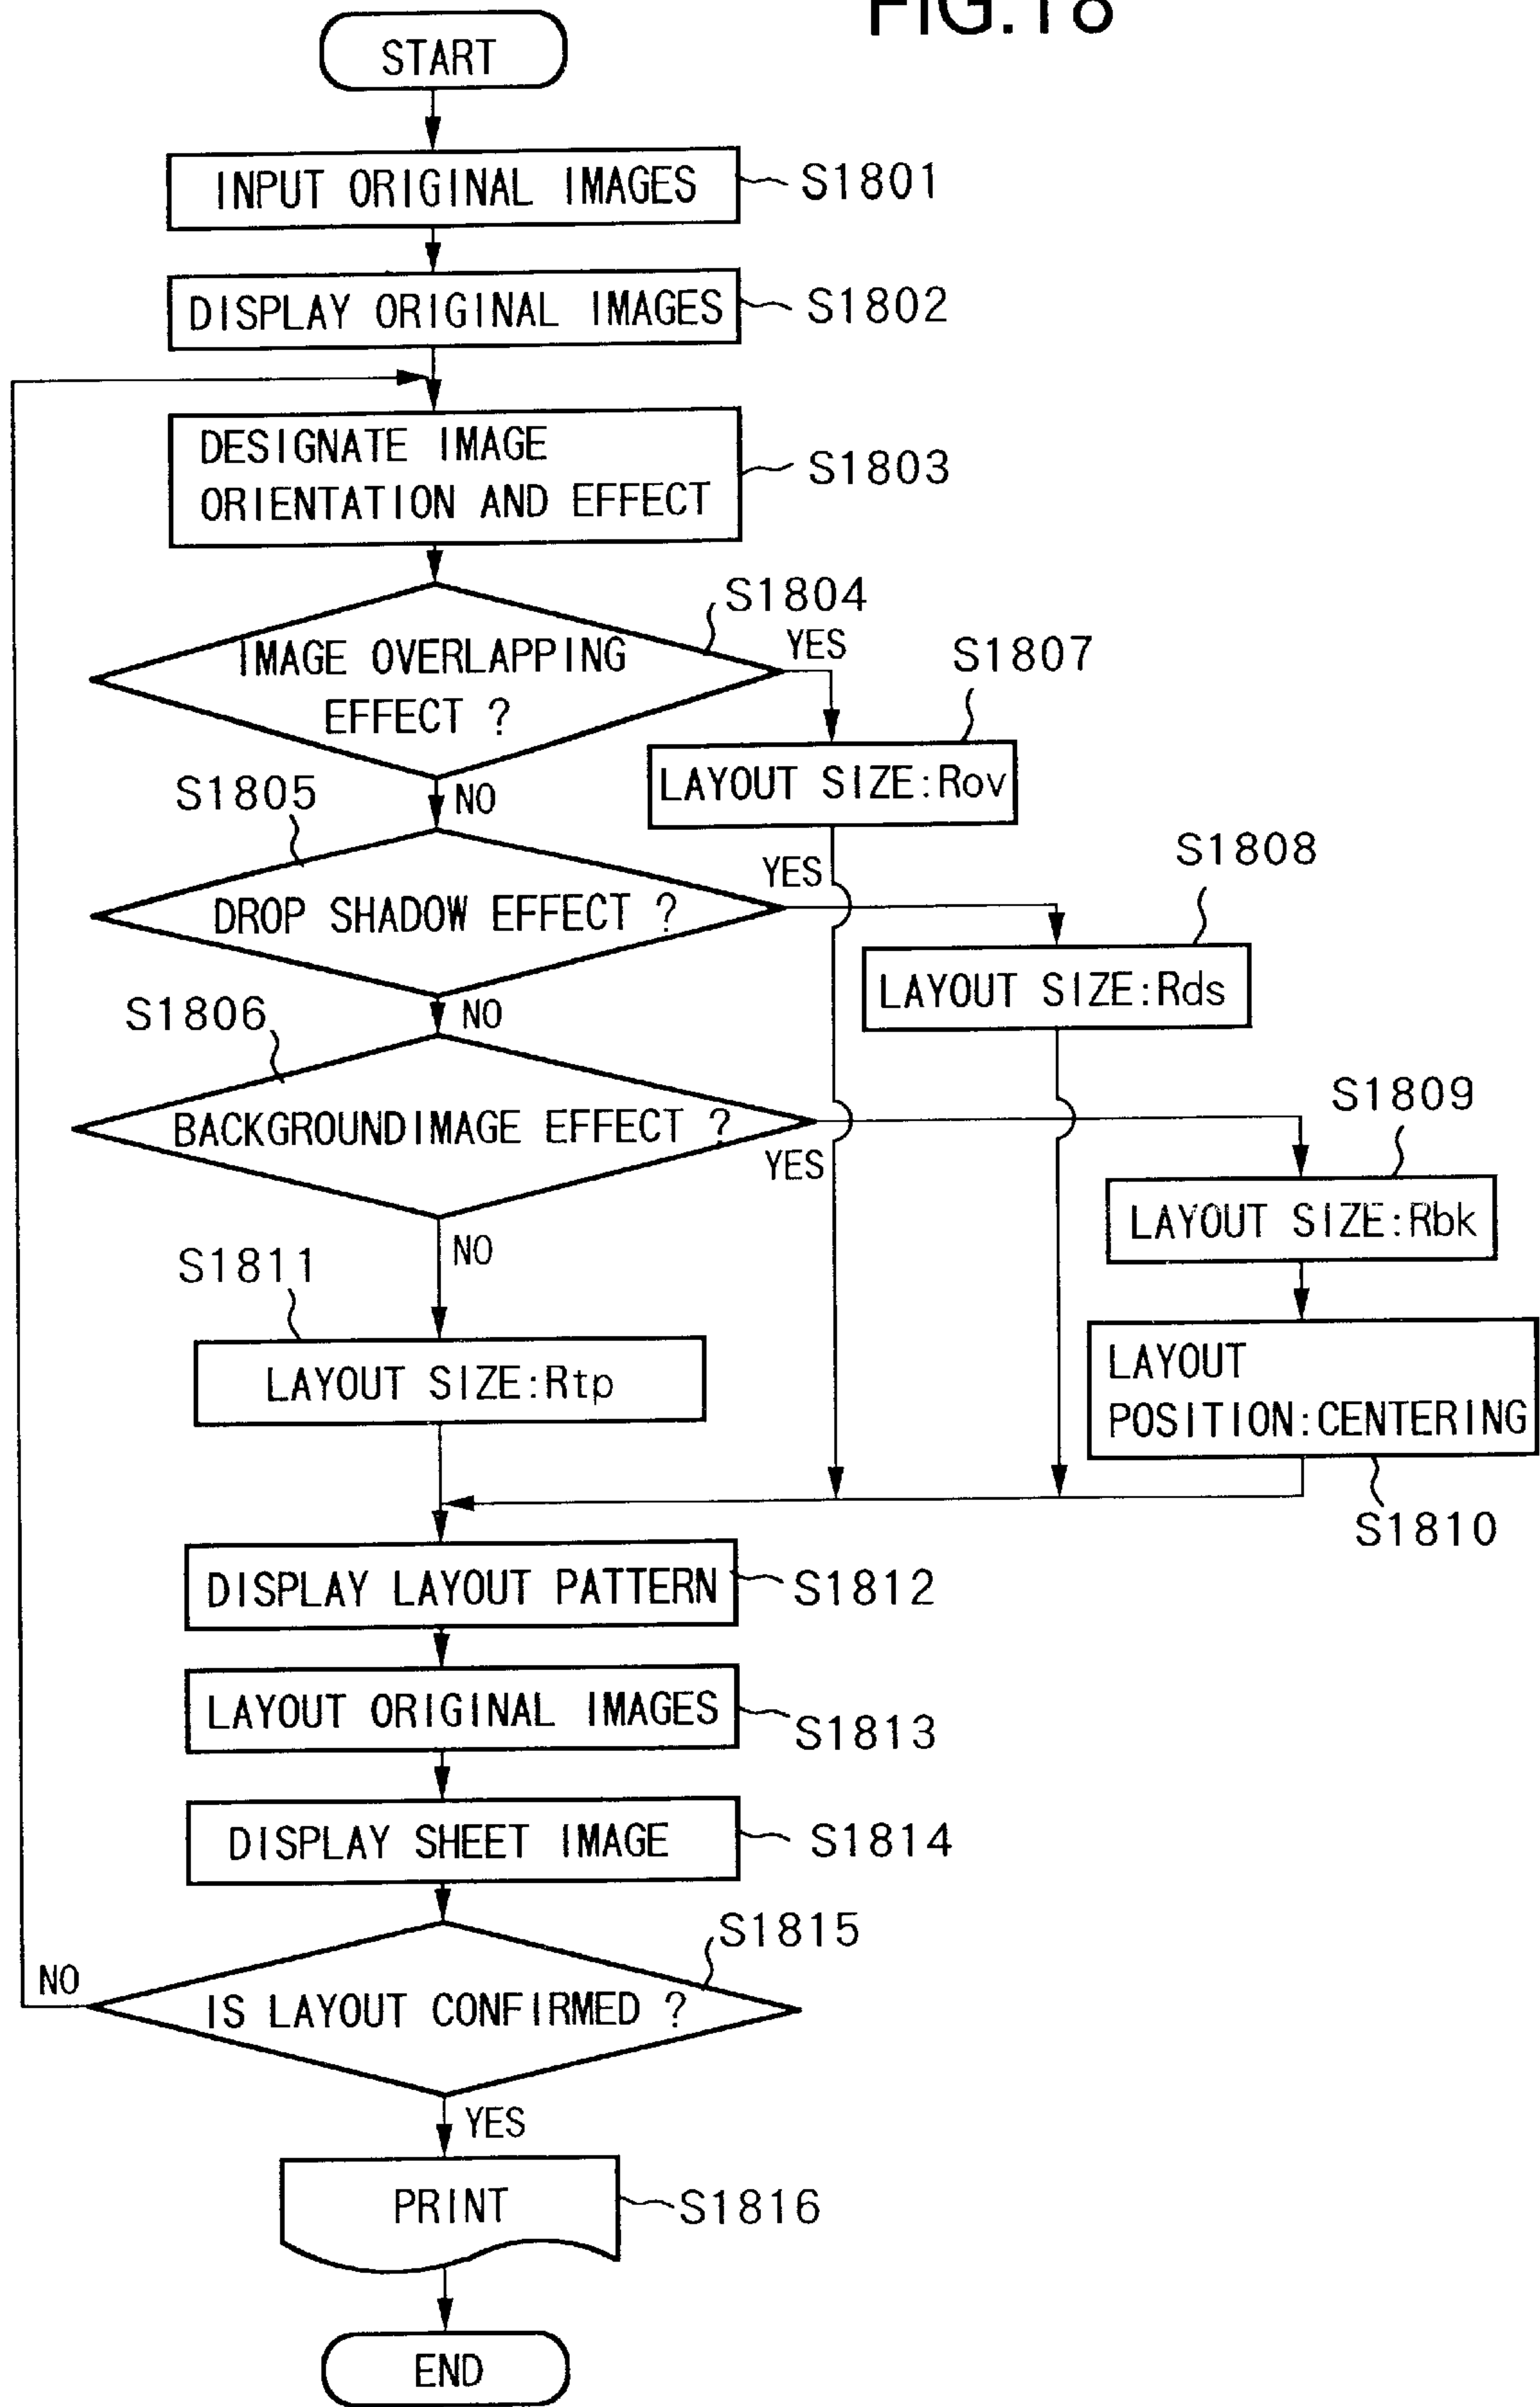 FIG.18
START
INPUT ORIGINAL IMAGES
S1801
DISPLAY ORIGINAL IMAGES
S1802
DESIGNATE IMAGE
ORIENTATION AND EFFECT
S1803
S1804
IMAGE OVERLAPPING
EFFECT ?
YES
S1807
LAYOUT SIZE:Rov
NO
S1805
DROP SHADOW EFFECT ?
YES
S1808
LAYOUT SIZE:Rds
NO
S1806
BACKGROUNDIMAGE EFFECT ?
YES
S1809
LAYOUT SIZE:Rbk
LAYOUT
POSITION:CENTERING
S1810
NO
S1811
LAYOUT SIZE:Rtp
DISPLAY LAYOUT PATTERN
S1812
LAYOUT ORIGINAL IMAGES
S1813
DISPLAY SHEET IMAGE
S1814
S1815
IS LAYOUT CONFIRMED ?
NO
YES
PRINT
S1816
END